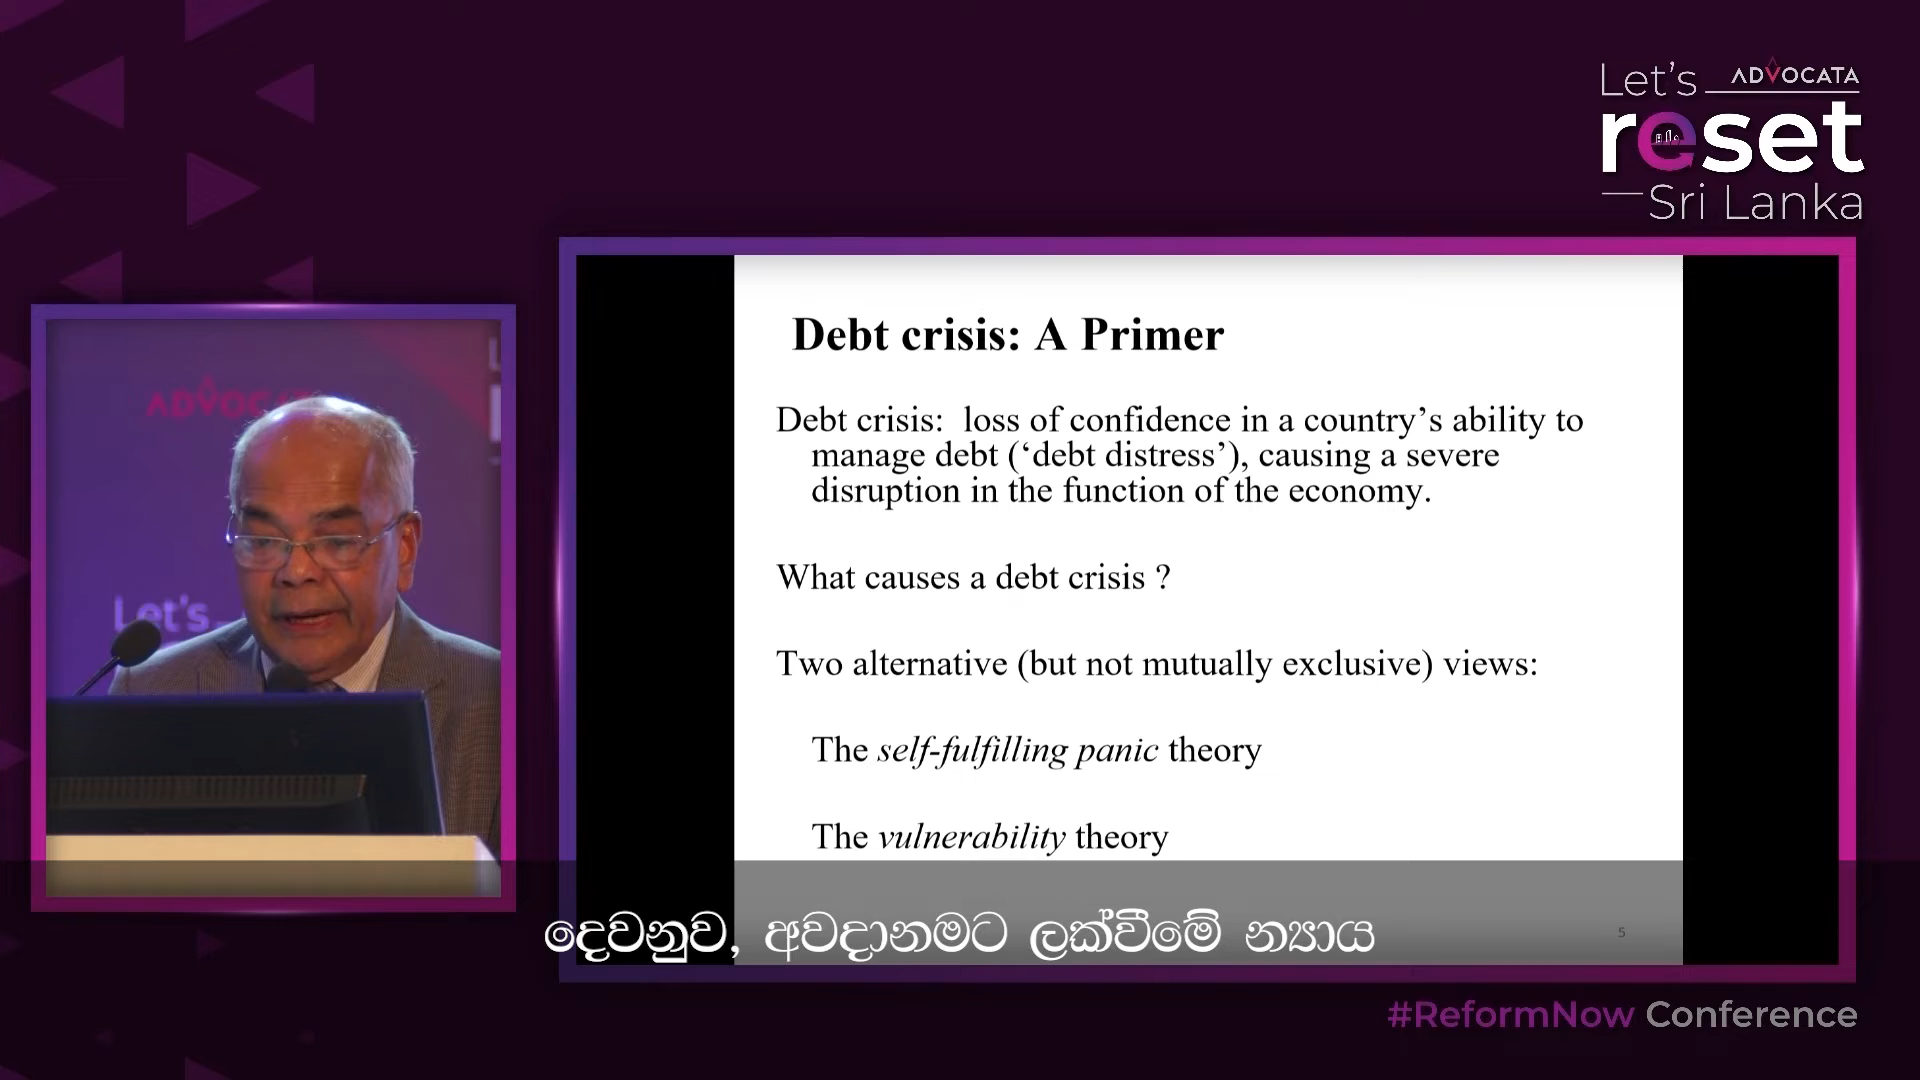 Let's ADVOCATA
reset
Sri Lanka
ADVOCATA
Let's
Debt crisis: A Primer
Debt crisis: loss of confidence in a country’s ability to
manage debt (‘debt distress’), causing a severe
disruption in the function of the economy.
What causes a debt crisis ?
Two alternative (but not mutually exclusive) views:
The self-fulfilling panic theory
The vulnerability theory
5
දෙවනුව, අවදානමට ලක්වීමේ න්‍යාය
#ReformNow Conference